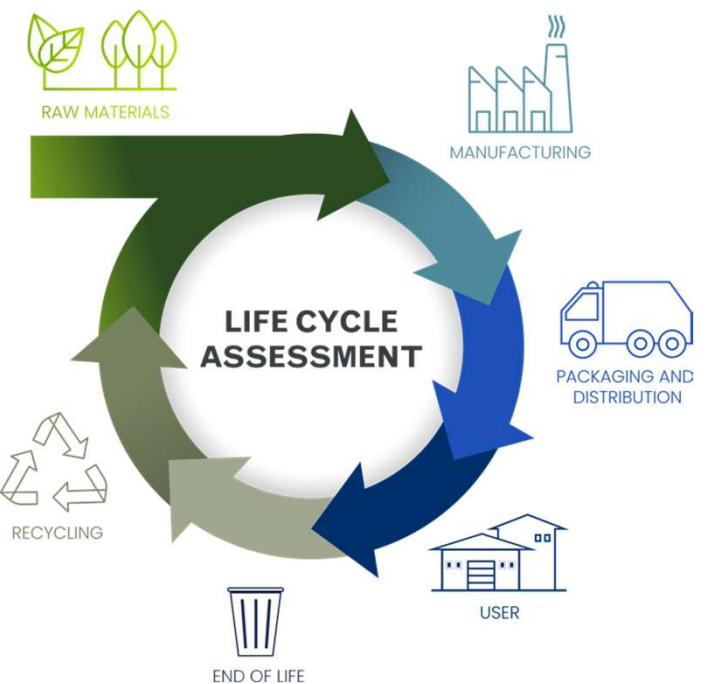 RAW MATERIALS
MANUFACTURING
LIFE CYCLE
ASSESSMENT
PACKAGING AND
DISTRIBUTION
RECYCLING
USER
END OF LIFE